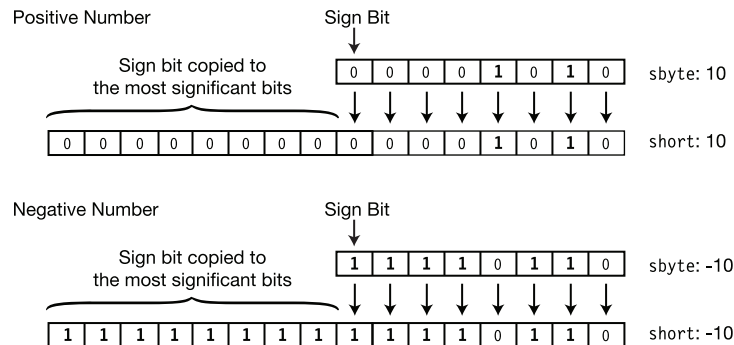 Positive Number
Sign Bit
0 0 0 0 1 0 1 0 sbyte: 10
Sign bit copied to
the most significant bits
0 0 0 0 0 0 0 0 0 0 0 0 1 0 1 0 short: 10
Negative Number
Sign Bit
1 1 1 1 0 1 1 0 sbyte: -10
Sign bit copied to
the most significant bits
1 1 1 1 1 1 1 1 1 1 1 1 0 1 1 0 short: -10